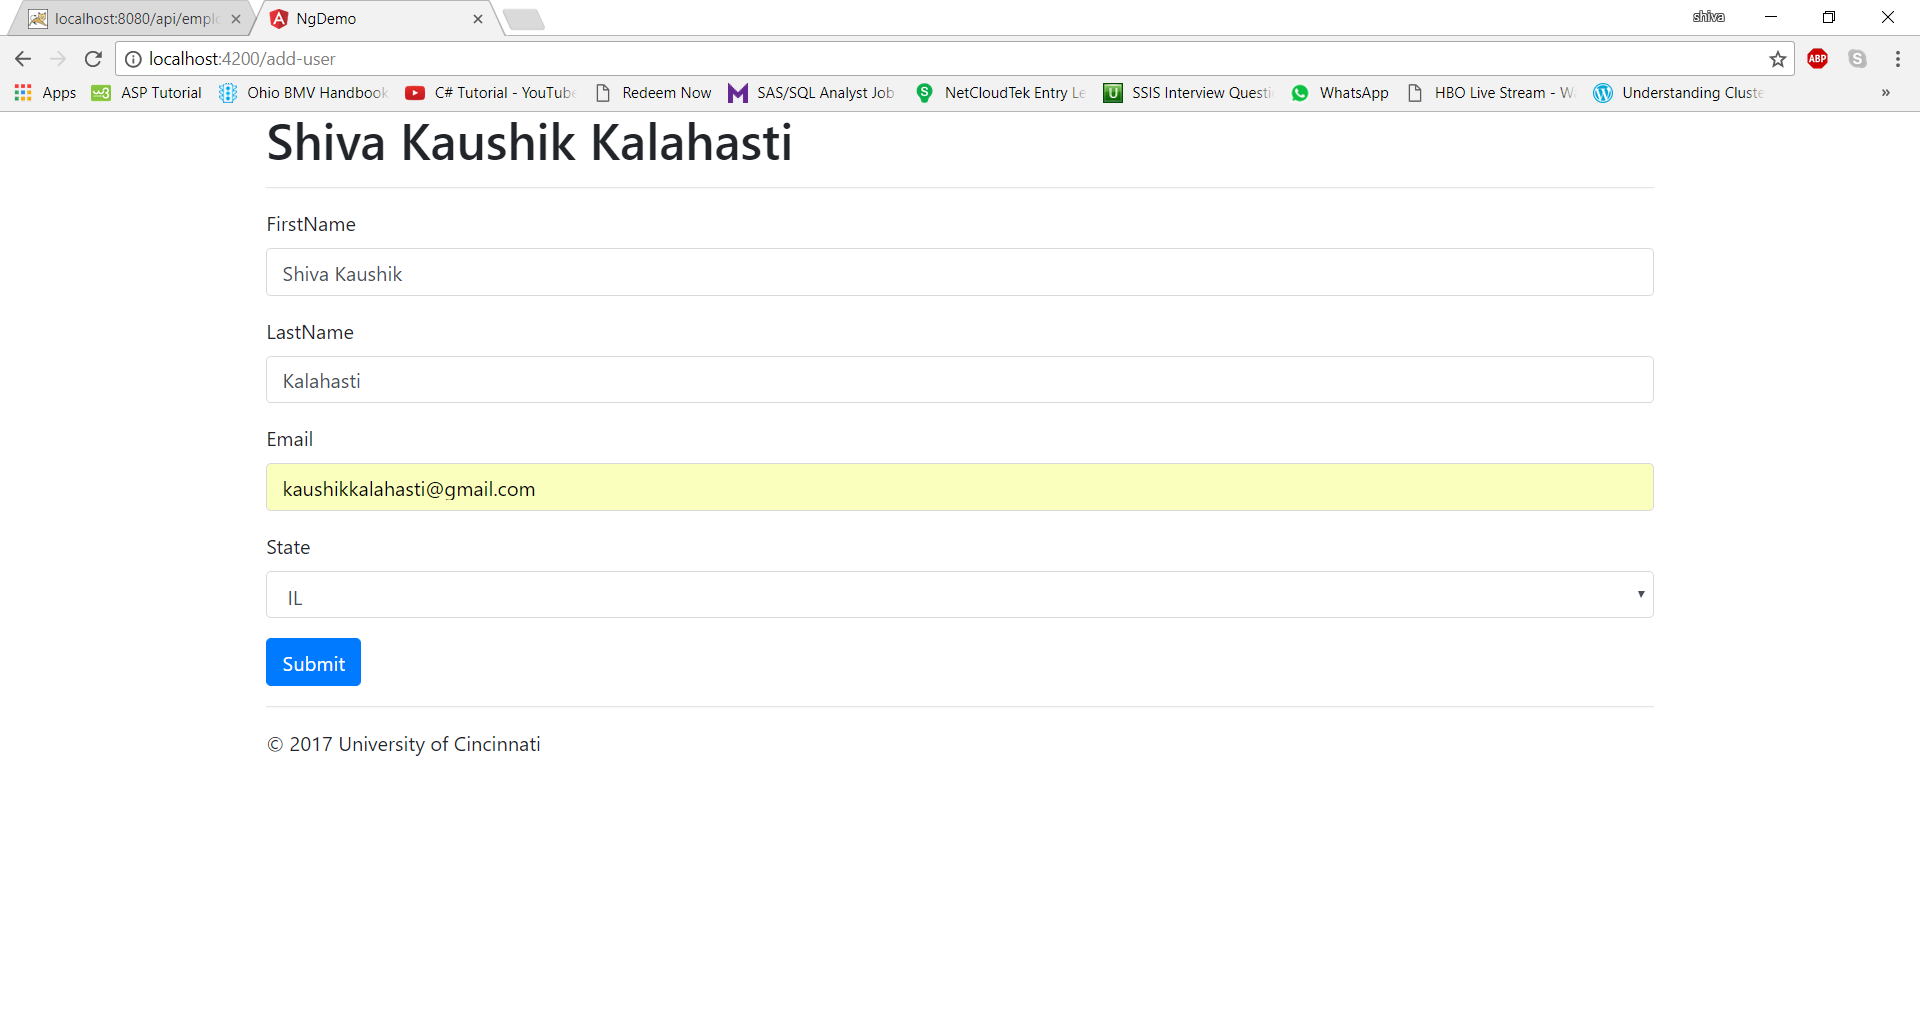 localhost:8080/api/empl
NgDemo
shiva
localhost:4200/add-user
ABP
Apps
ASP Tutorial
Ohio BMV Handbook
C# Tutorial - YouTube
Redeem Now
SAS/SQL Analyst Job
NetCloudTek Entry Le
SSIS Interview Questi
WhatsApp
HBO Live Stream - W
Understanding Cluste
»
Shiva Kaushik Kalahasti
FirstName
Shiva Kaushik
LastName
Kalahasti
Email
kaushikkalahasti@gmail.com
State
IL
Submit
© 2017 University of Cincinnati